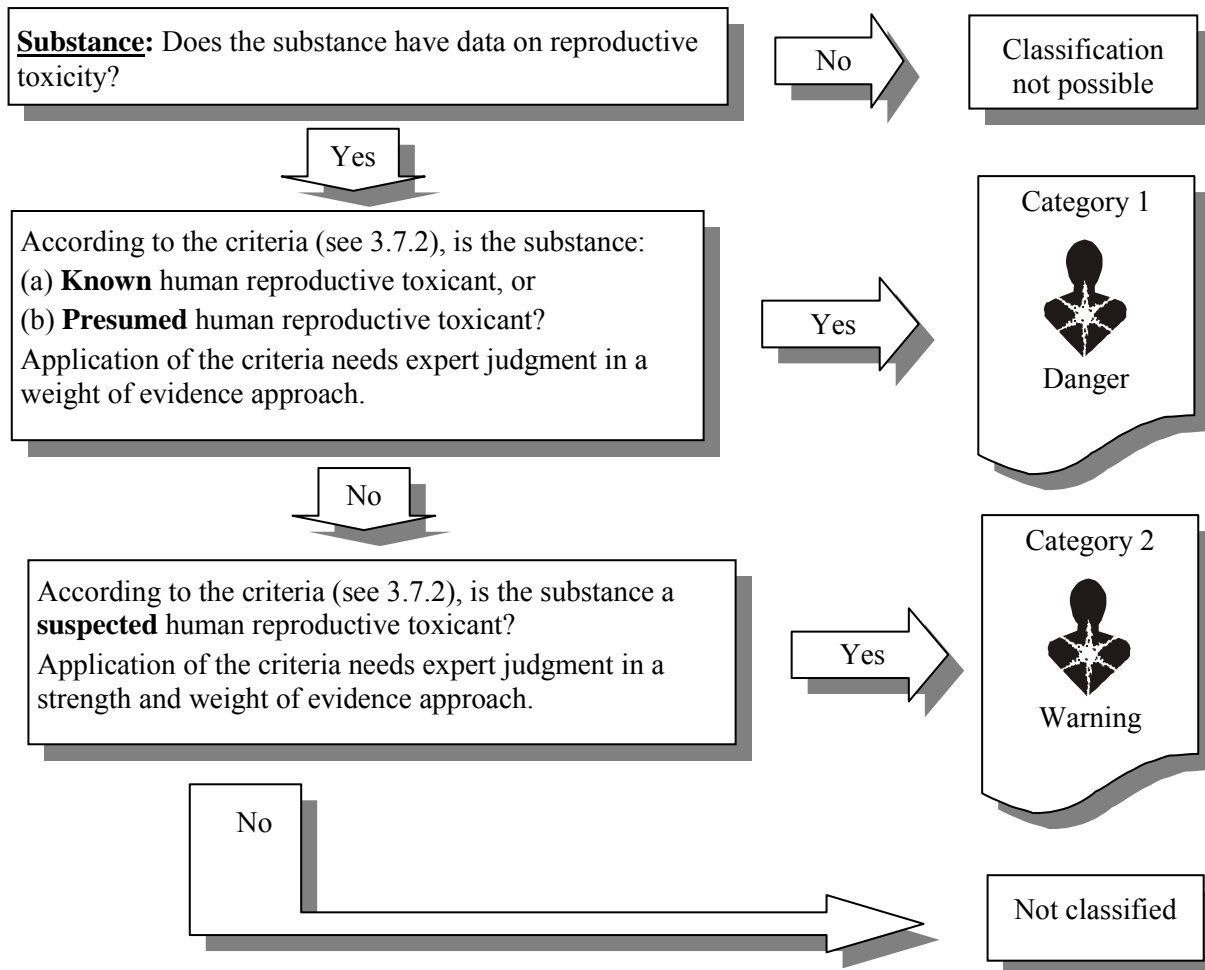 Substance: Does the substance have data on reproductive
toxicity?
No
Classification
not possible
Yes
According to the criteria (see 3.7.2), is the substance:
(a) Known human reproductive toxicant, or
(b) Presumed human reproductive toxicant?
Application of the criteria needs expert judgment in a
weight of evidence approach.
Yes
Category 1
Danger
No
According to the criteria (see 3.7.2), is the substance a
suspected human reproductive toxicant?
Application of the criteria needs expert judgment in a
strength and weight of evidence approach.
Yes
Category 2
Warning
No
Not classified